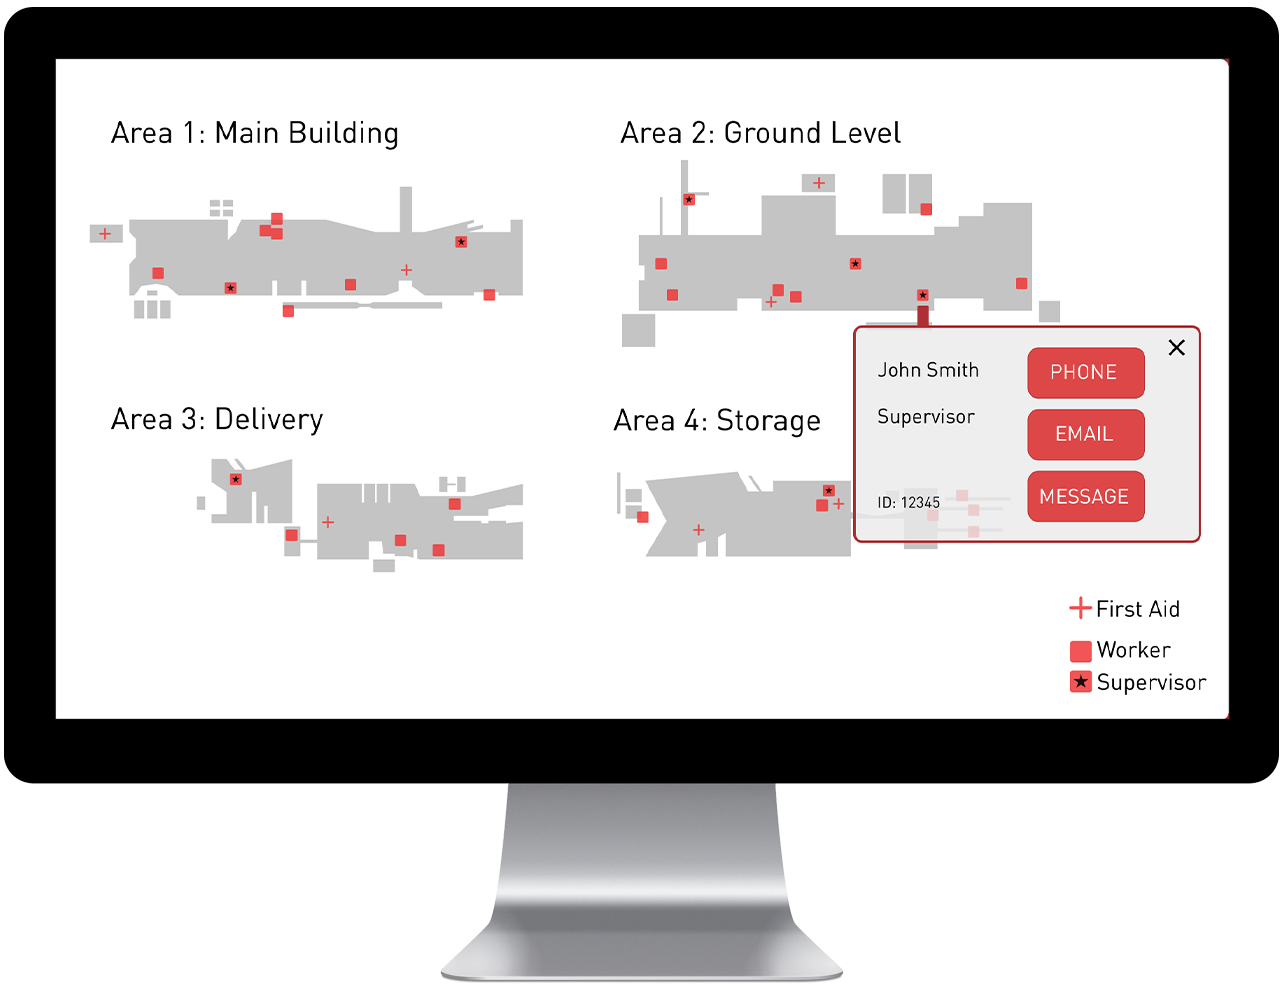 Area 1: Main Building
Area 2: Ground Level
John Smith
PHONE
Supervisor
EMAIL
ID: 12345
MESSAGE
Area 3: Delivery
Area 4: Storage
First Aid
Worker
Supervisor